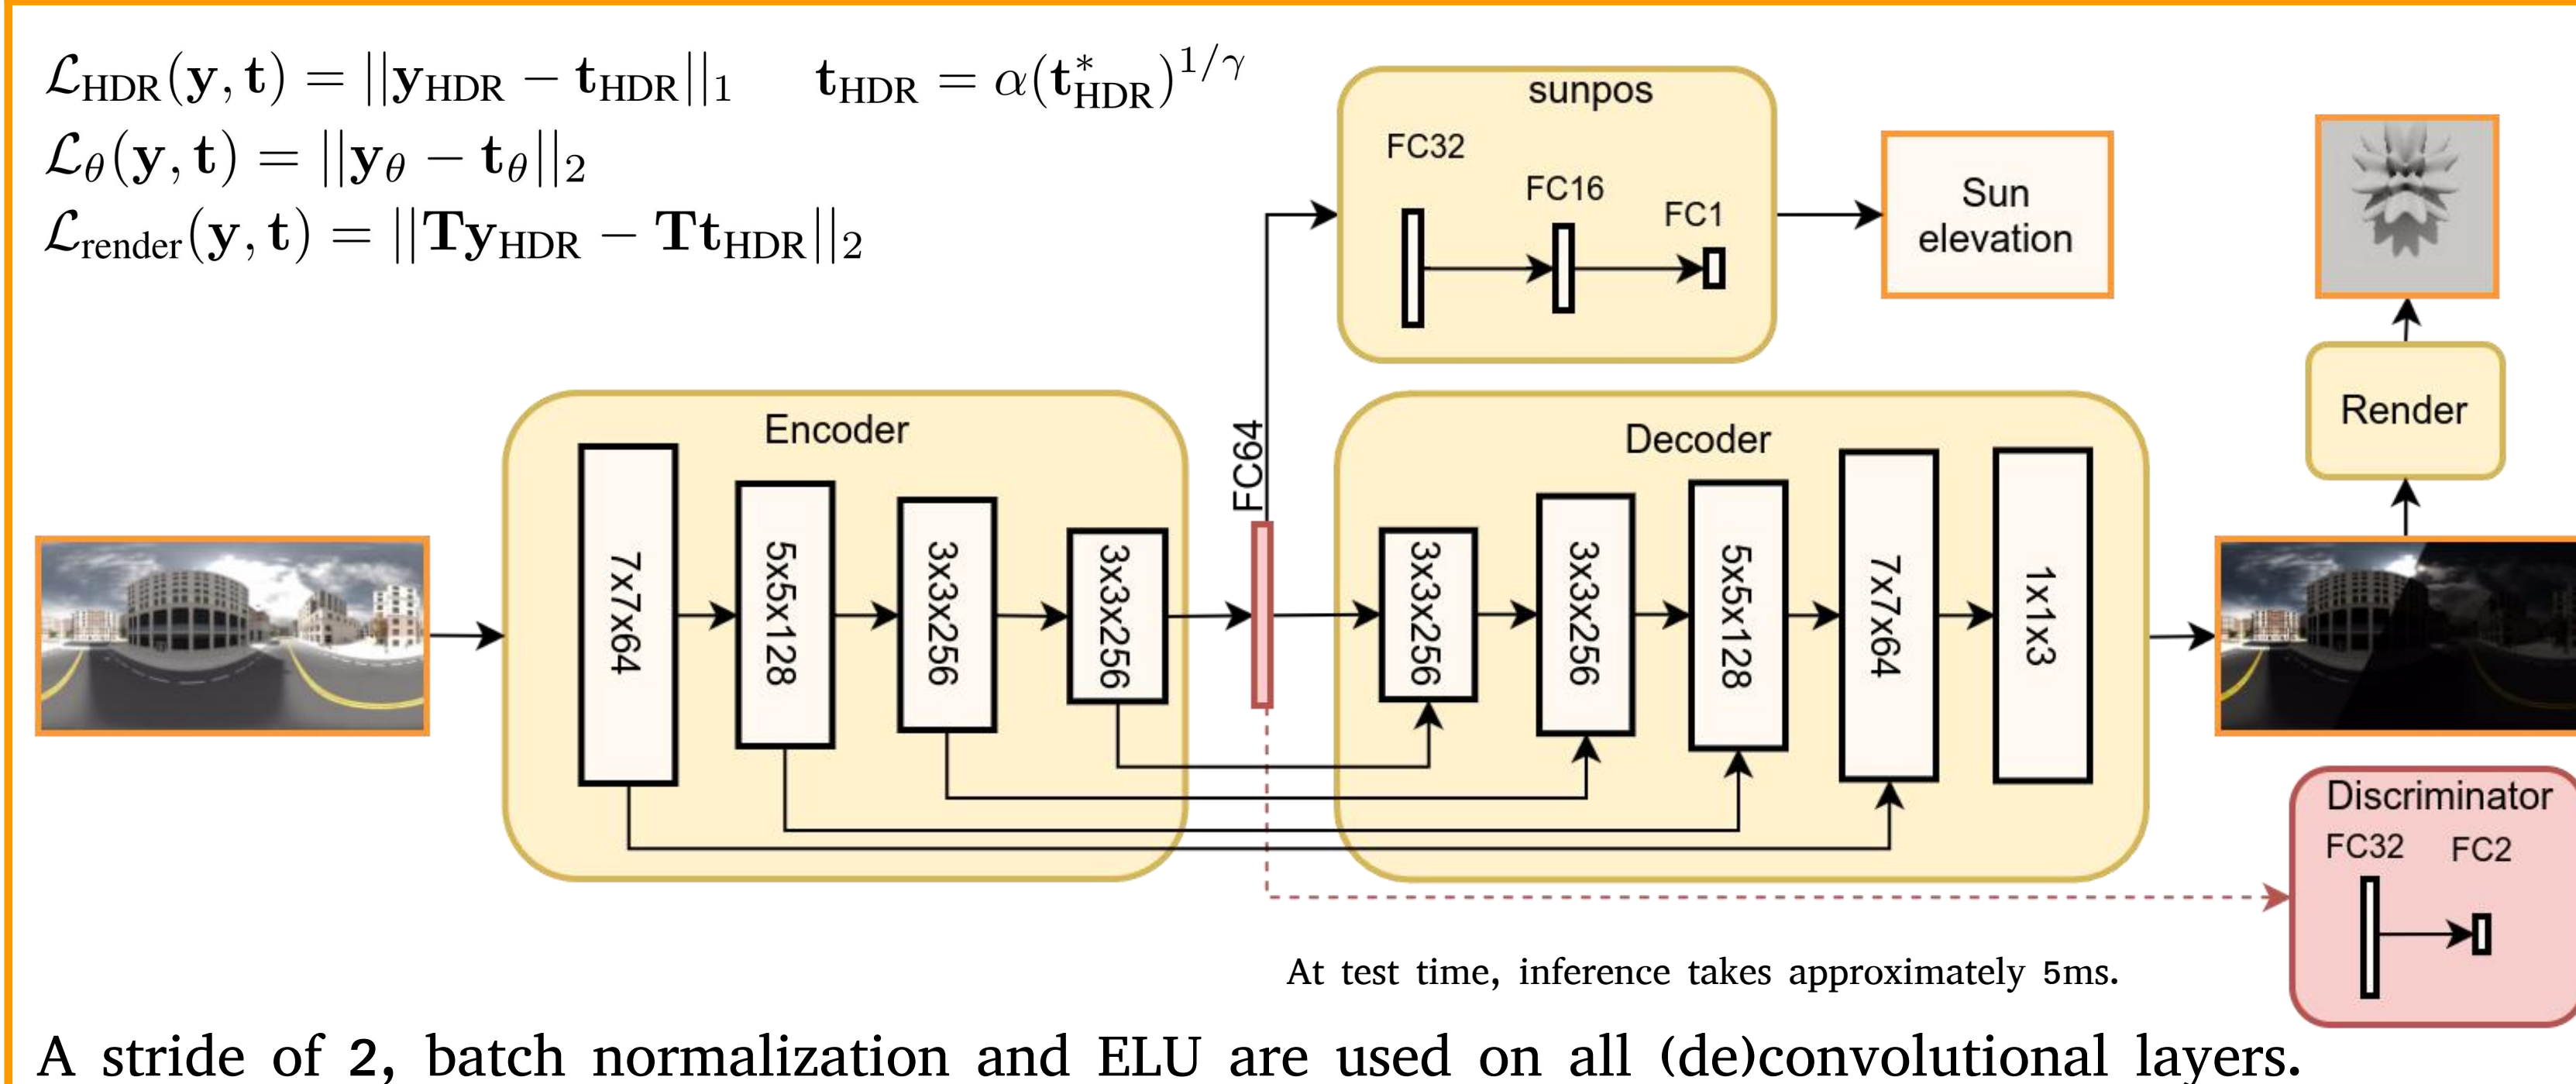 𝓛HDR(y, t) = ||yHDR − tHDR||₁ tHDR = α(t*HDR)^{1/γ}
𝓛θ(y, t) = ||yθ − tθ||₂
𝓛render(y, t) = ||TyHDR − TtHDR||₂
sunpos
FC32
FC16
FC1
Sun
elevation
Render
Encoder
7x7x64
5x5x128
3x3x256
3x3x256
FC64
Decoder
3x3x256
3x3x256
5x5x128
7x7x64
1x1x3
Discriminator
FC32 FC2
At test time, inference takes approximately 5ms.
A stride of 2, batch normalization and ELU are used on all (de)convolutional layers.